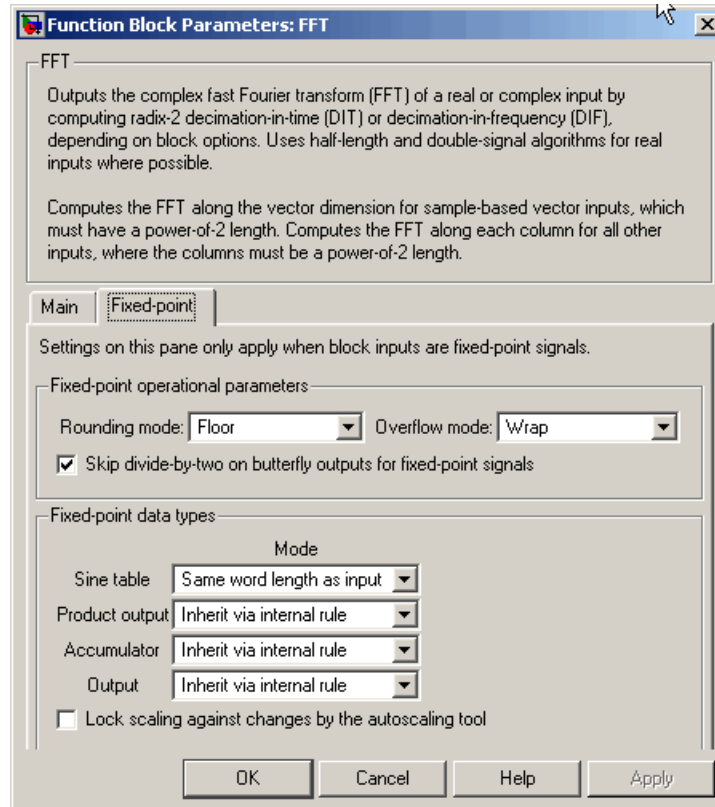 Function Block Parameters: FFT
FFT
Outputs the complex fast Fourier transform (FFT) of a real or complex input by
computing radix-2 decimation-in-time (DIT) or decimation-in-frequency (DIF),
depending on block options. Uses half-length and double-signal algorithms for real
inputs where possible.
Computes the FFT along the vector dimension for sample-based vector inputs, which
must have a power-of-2 length. Computes the FFT along each column for all other
inputs, where the columns must be a power-of-2 length.
Main Fixed-point
Settings on this pane only apply when block inputs are fixed-point signals.
Fixed-point operational parameters
Rounding mode: Floor Overflow mode: Wrap
Skip divide-by-two on butterfly outputs for fixed-point signals
Fixed-point data types
Mode
Sine table Same word length as input
Product output Inherit via internal rule
Accumulator Inherit via internal rule
Output Inherit via internal rule
Lock scaling against changes by the autoscaling tool
OK Cancel Help Apply